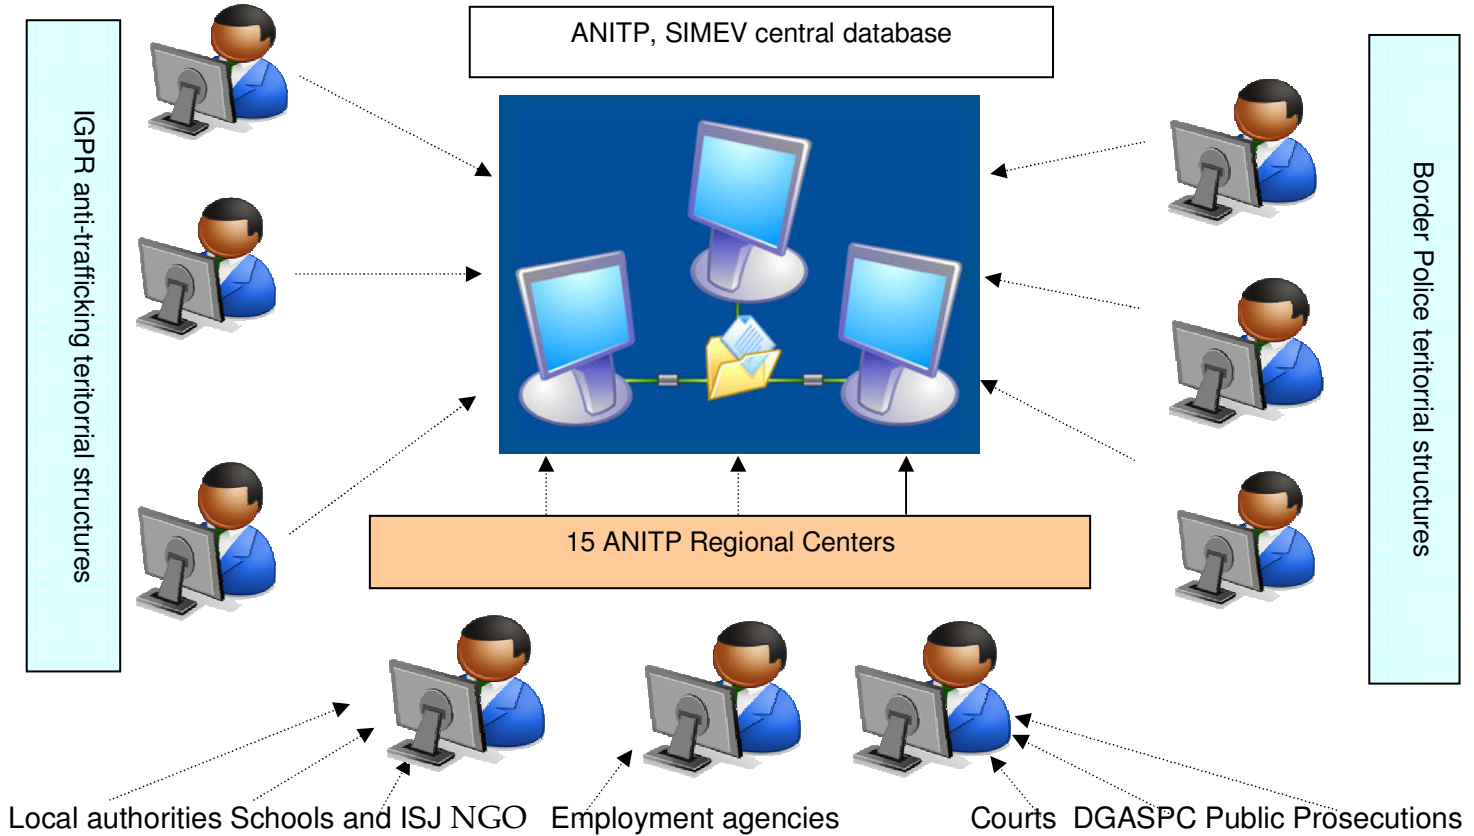 ANITP, SIMEV central database
IGPR anti-trafficking teritorrial structures
Border Police teritorrial structures
15 ANITP Regional Centers
Local authorities Schools and ISJ NGO Employment agencies Courts DGASPC Public Prosecutions